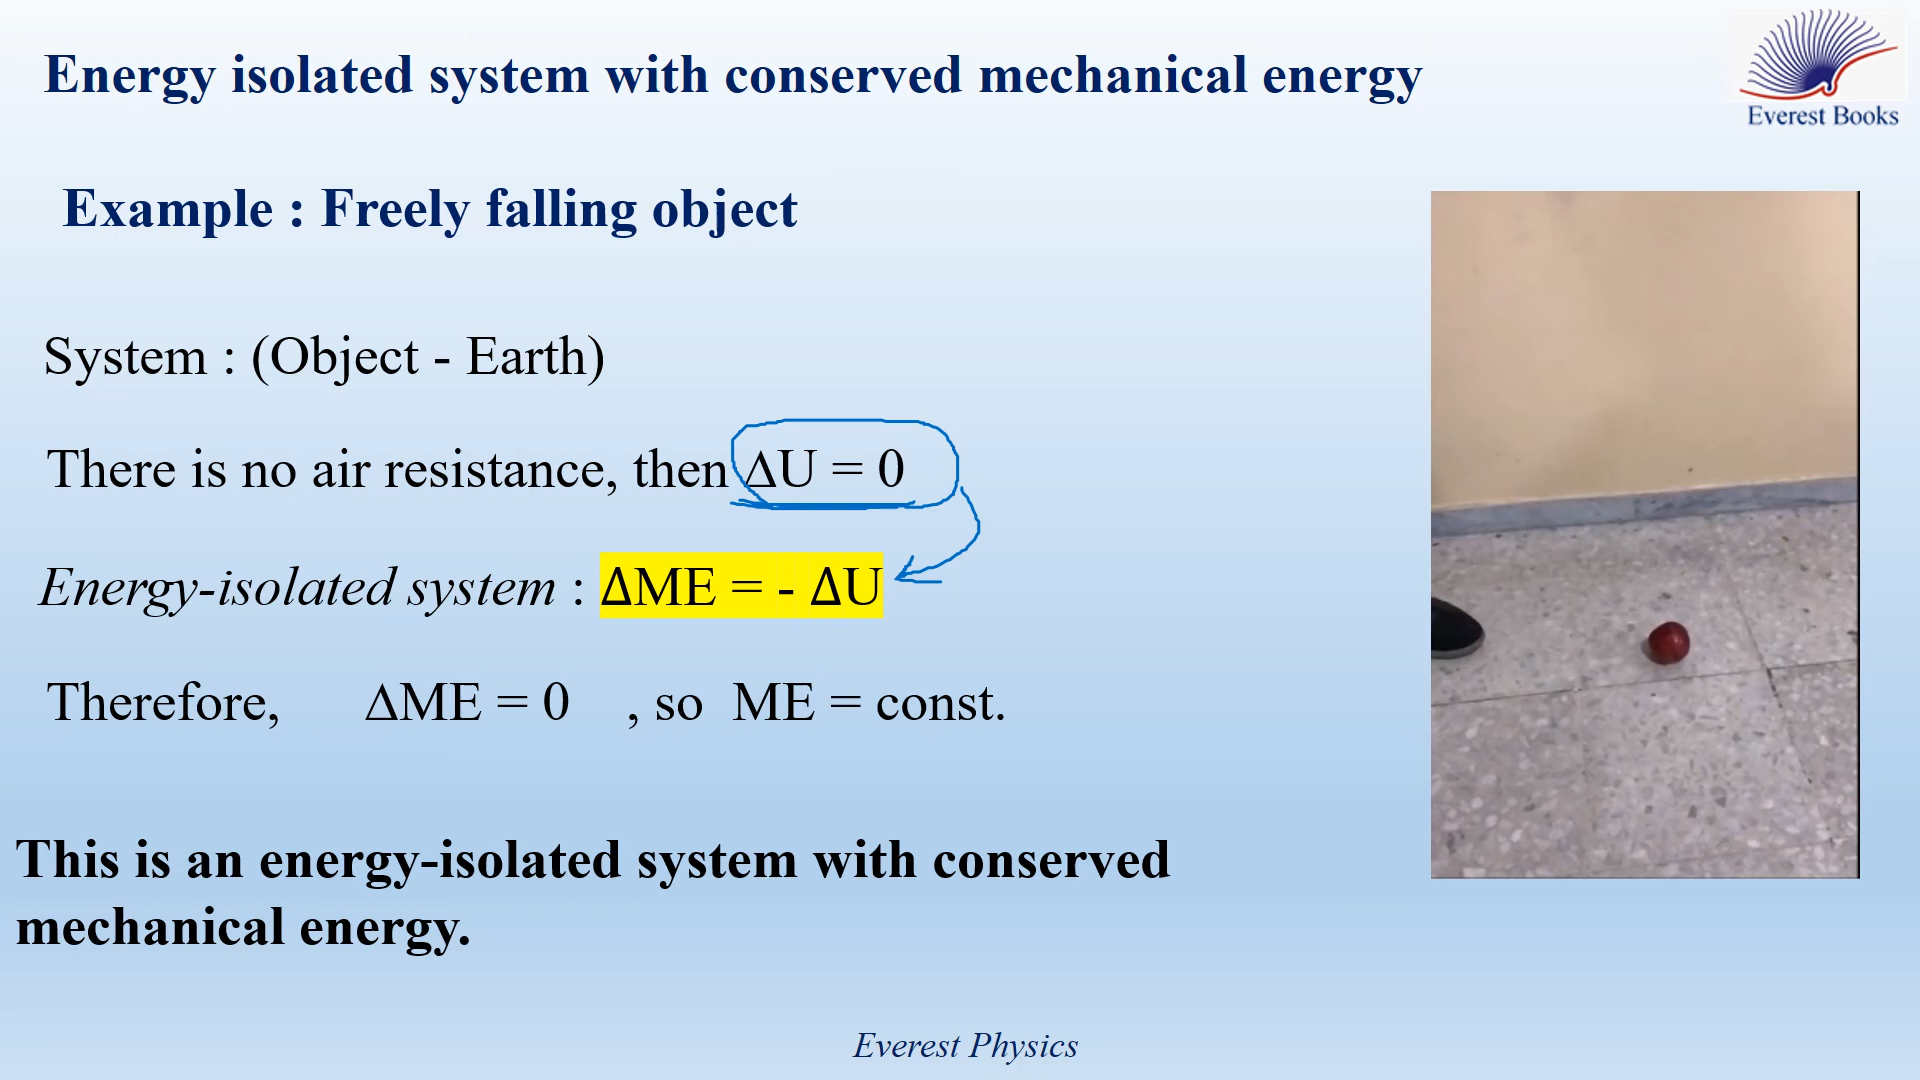 Energy isolated system with conserved mechanical energy
Everest Books
Example : Freely falling object
System : (Object - Earth)
There is no air resistance, then ΔU = 0
Energy-isolated system : ΔME = - ΔU
Therefore, ΔME = 0 , so ME = const.
This is an energy-isolated system with conserved
mechanical energy.
Everest Physics